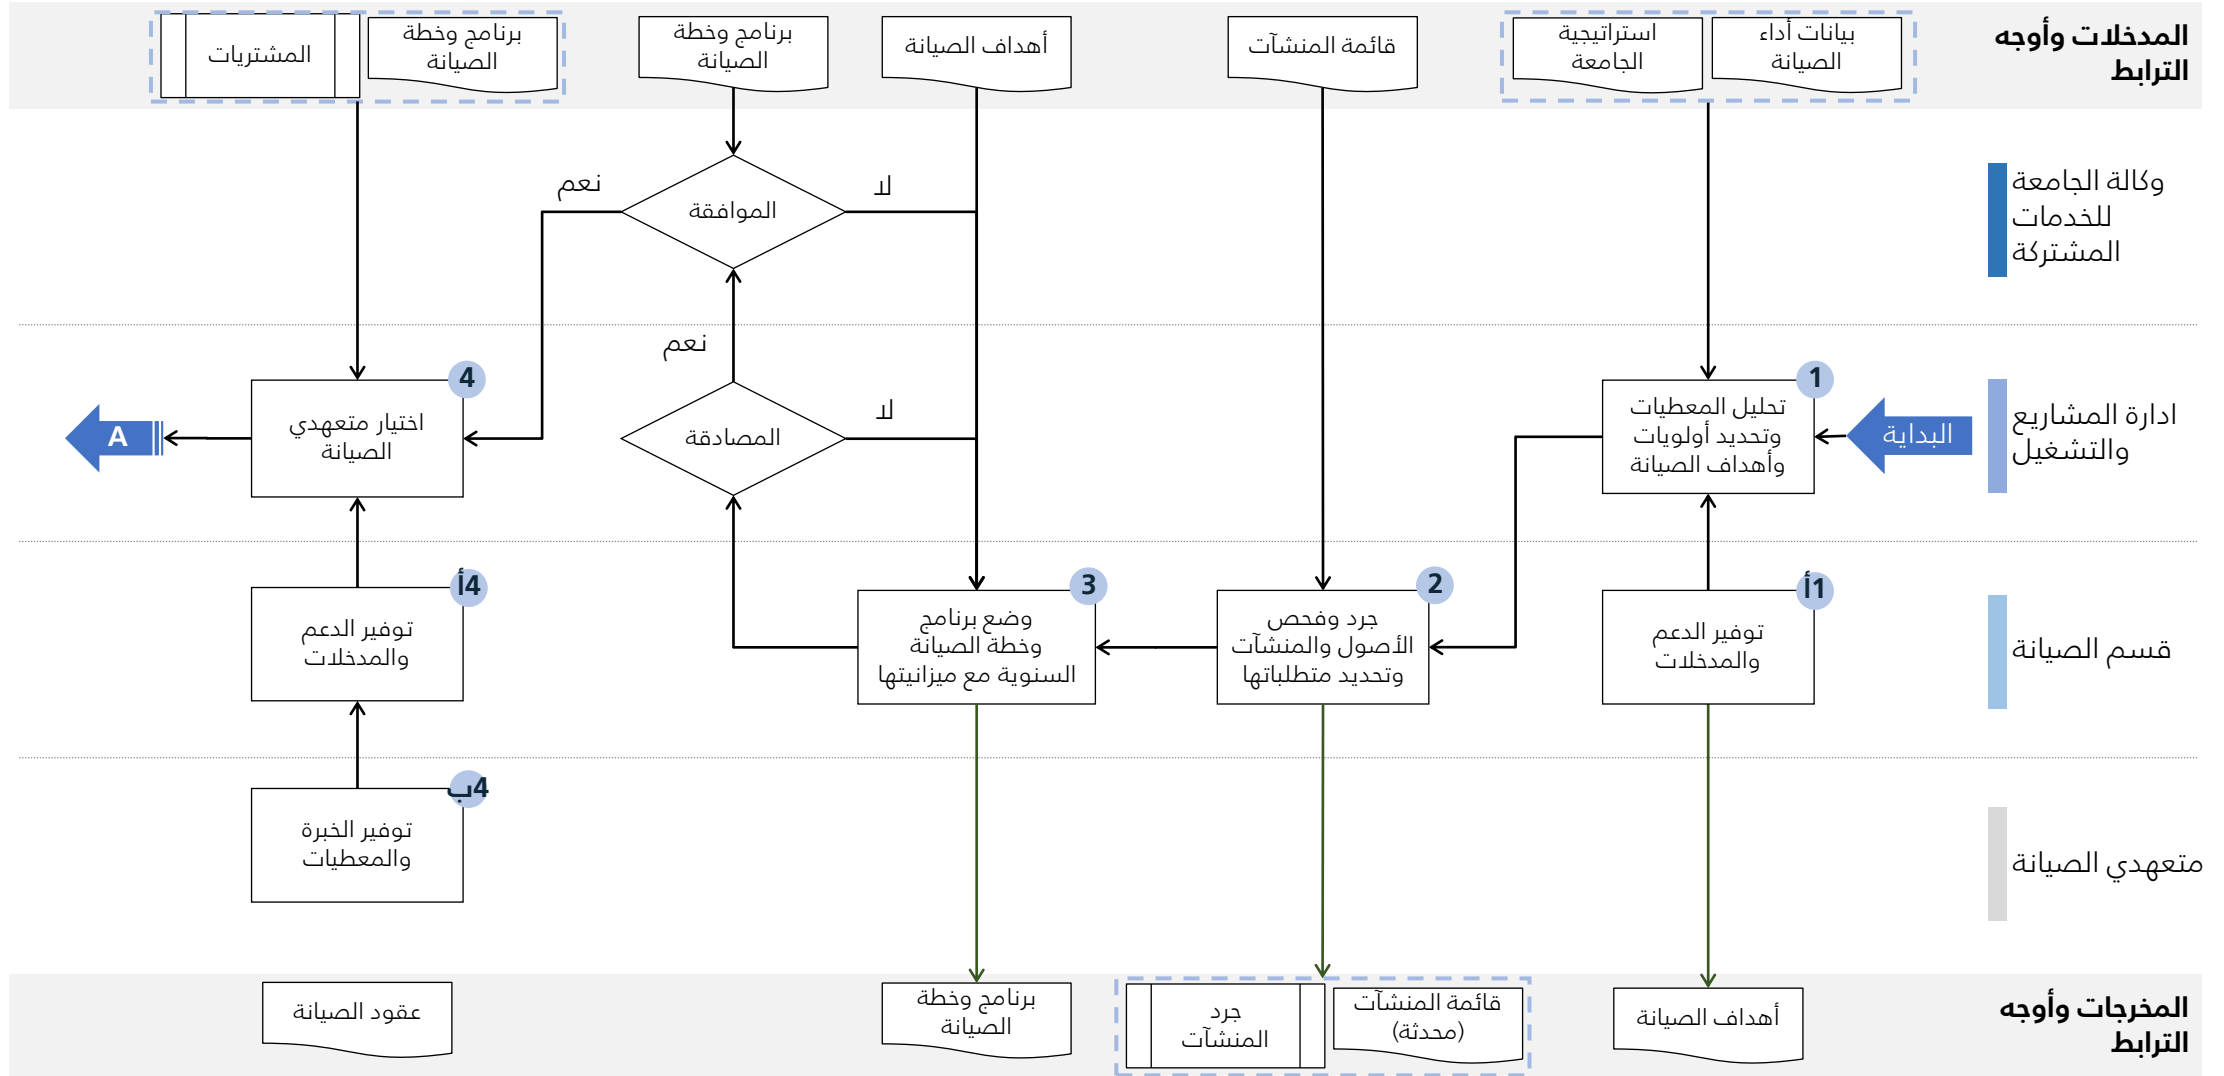 المدخلات وأوجه
الترابط
بيانات أداء
الصيانة
استراتيجية
الجامعة
قائمة المنشآت
أهداف الصيانة
برنامج وخطة
الصيانة
برنامج وخطة
الصيانة
المشتريات
وكالة الجامعة
للخدمات
المشتركة
لا
الموافقة
نعم
نعم
ادارة المشاريع
والتشغيل
البداية
1
تحليل المعطيات
وتحديد أولويات
وأهداف الصيانة
لا
المصادقة
4
اختيار متعهدي
الصيانة
A
قسم الصيانة
1أ
توفير الدعم
والمدخلات
2
جرد وفحص
الأصول والمنشآت
وتحديد متطلباتها
3
وضع برنامج
وخطة الصيانة
السنوية مع ميزانيتها
4أ
توفير الدعم
والمدخلات
متعهدي الصيانة
4ب
توفير الخبرة
والمعطيات
المخرجات وأوجه
الترابط
أهداف الصيانة
قائمة المنشآت
(محدثة)
جرد
المنشآت
برنامج وخطة
الصيانة
عقود الصيانة